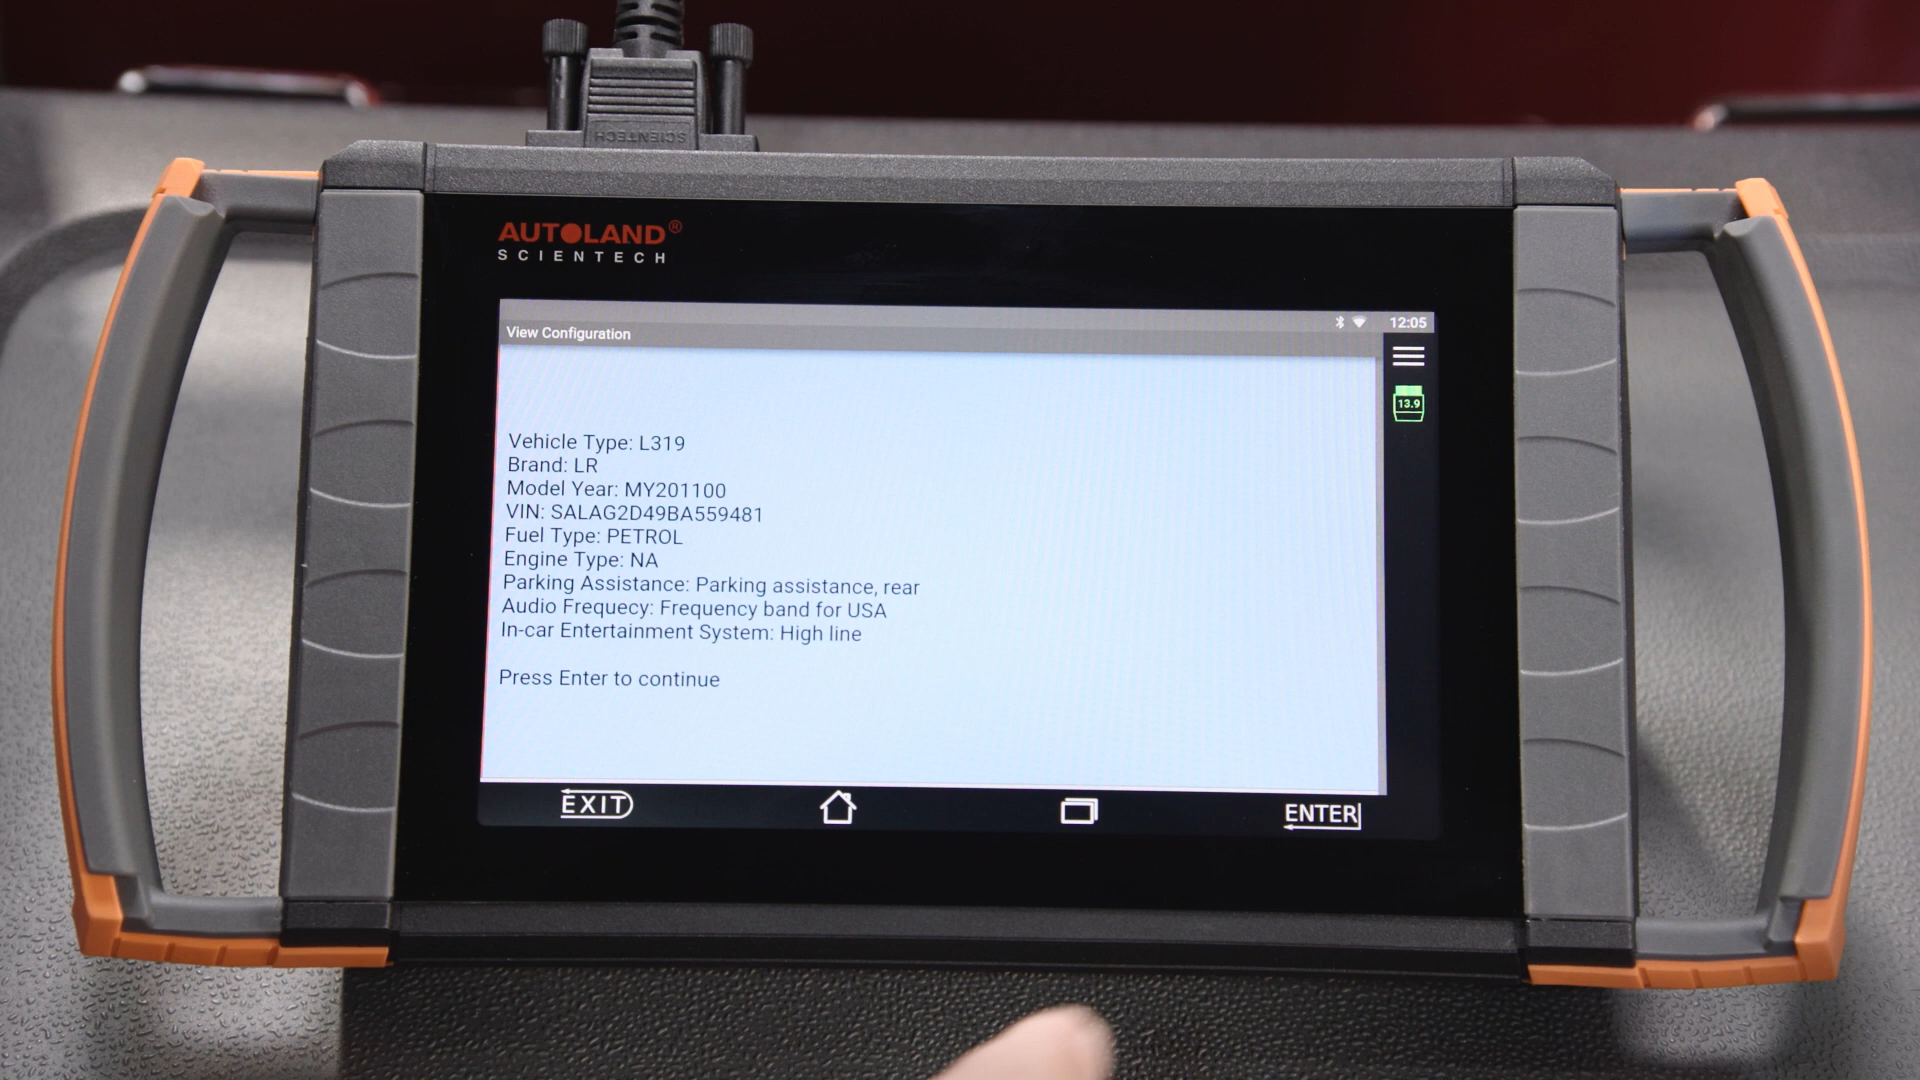 SCIENTECH
AUTOLAND®
SCIENTECH
12:05
View Configuration
13.9
Vehicle Type: L319
Brand: LR
Model Year: MY201100
VIN: SALAG2D49BA559481
Fuel Type: PETROL
Engine Type: NA
Parking Assistance: Parking assistance, rear
Audio Frequecy: Frequency band for USA
In-car Entertainment System: High line
Press Enter to continue
EXIT
ENTER